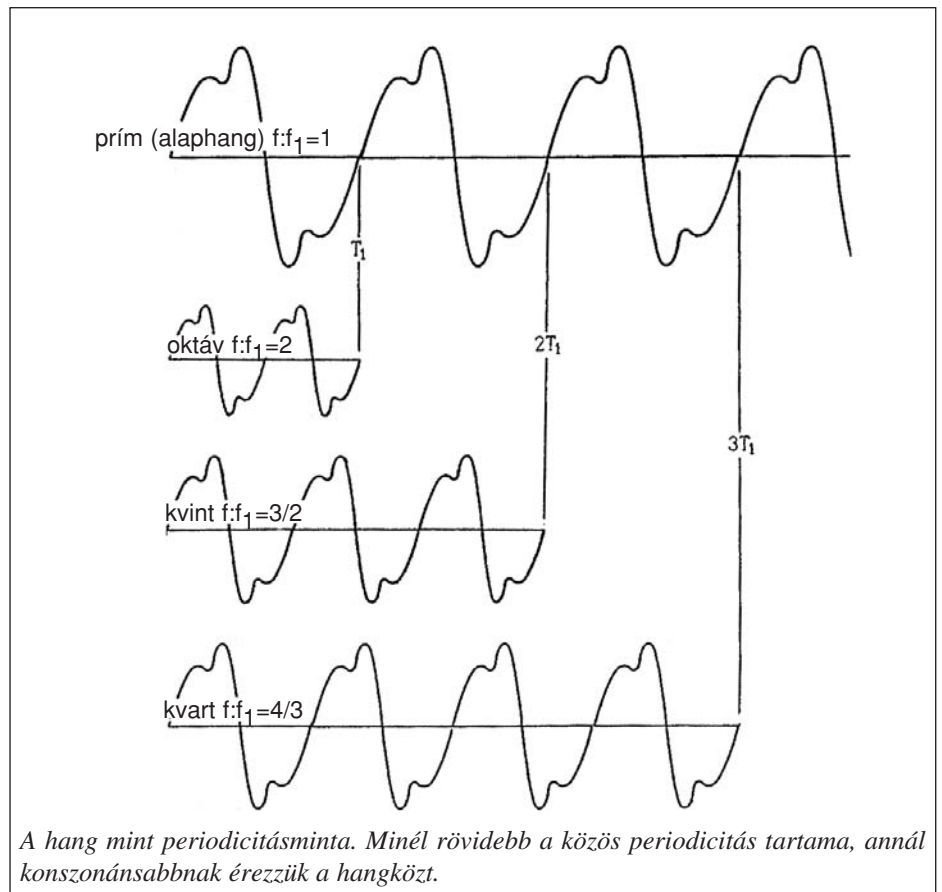 prím (alaphang) f:f₁=1
T₁
oktáv f:f₁=2
2T₁
3T₁
kvint f:f₁=3/2
kvart f:f₁=4/3
A hang mint periodicitásminta. Minél rövidebb a közös periodicitás tartama, annál
konszonánsabbnak érezzük a hangközt.